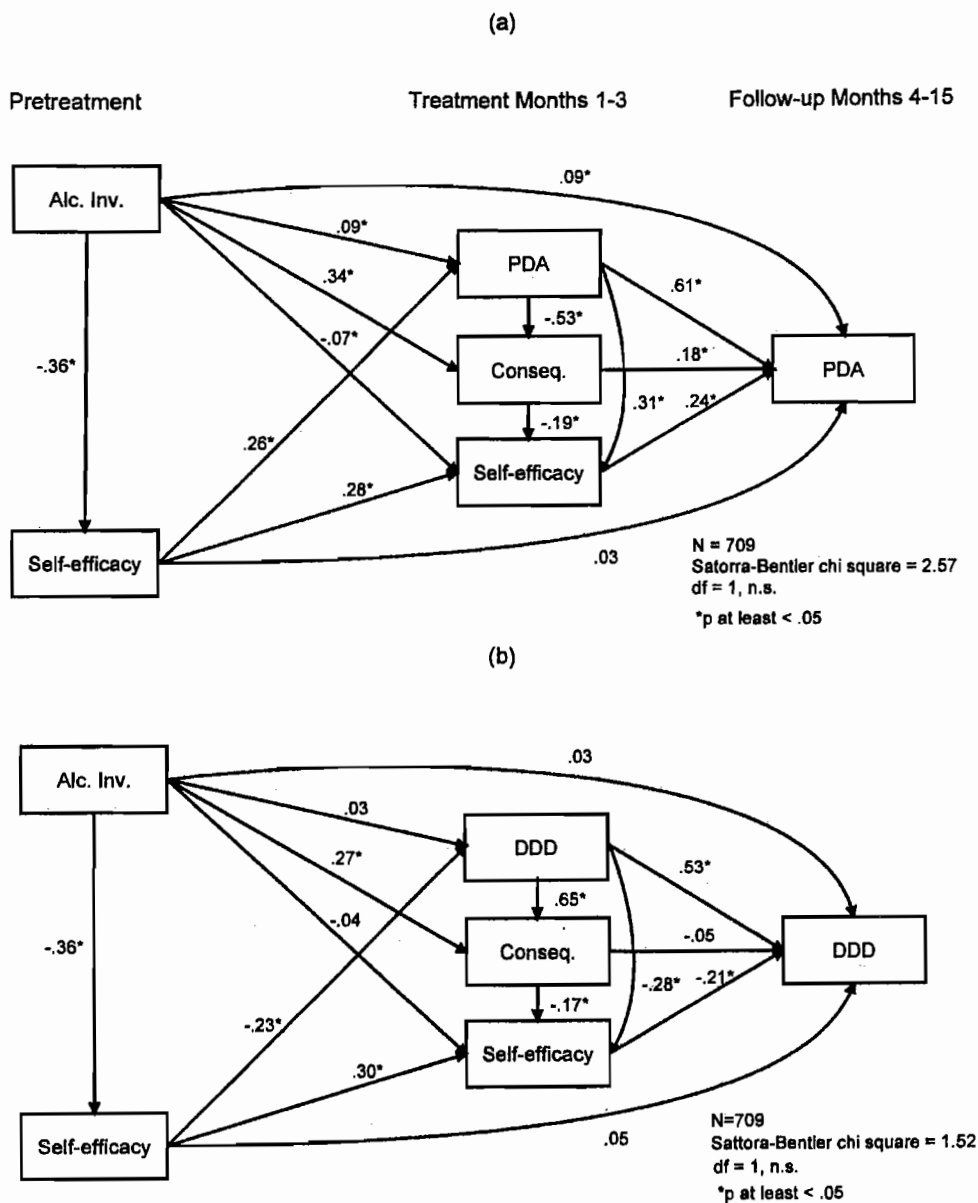 (a)
Pretreatment
Treatment Months 1-3
Follow-up Months 4-15
Alc. Inv.
.09*
.09*
PDA
.34*
.61*
-.53*
-.07*
-.36*
Conseq.
.18*
PDA
.31*
.24*
-.19*
.26*
Self-efficacy
.28*
Self-efficacy
.03
N = 709
Satorra-Bentler chi square = 2.57
df = 1, n.s.
*p at least < .05
(b)
Alc. Inv.
.03
.03
DDD
.27*
.53*
.65*
-.04
-.36*
Conseq.
-.05
DDD
-.28*
-.21*
-.17*
-.23*
Self-efficacy
.30*
Self-efficacy
.05
N=709
Sattora-Bentler chi square = 1.52
df = 1, n.s.
*p at least < .05